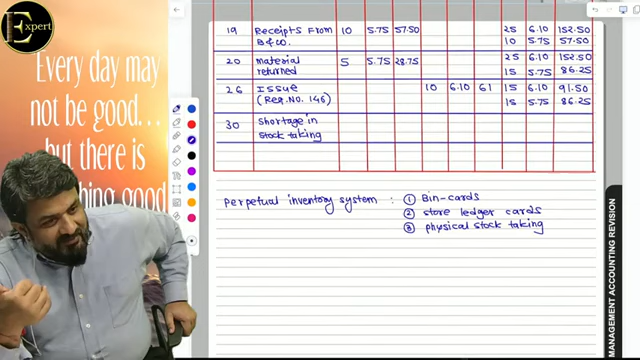 Expert
Every day may
not be good...
but there is
thing good
19 Receipts From 10 5.75 57.50 25 6.10 152.50
B & Co. 10 5.75 57.50
20 material 5 5.75 28.75 25 6.10 152.50
returned 15 5.75 86.25
26 Issue 10 6.10 61 15 6.10 91.50
(Req. No. 146) 15 5.75 86.25
30 Shortage in
stock taking
Perpetual inventory system : ① Bin-cards
② store ledger cards
③ physical stock taking
MANAGEMENT ACCOUNTING REVISION